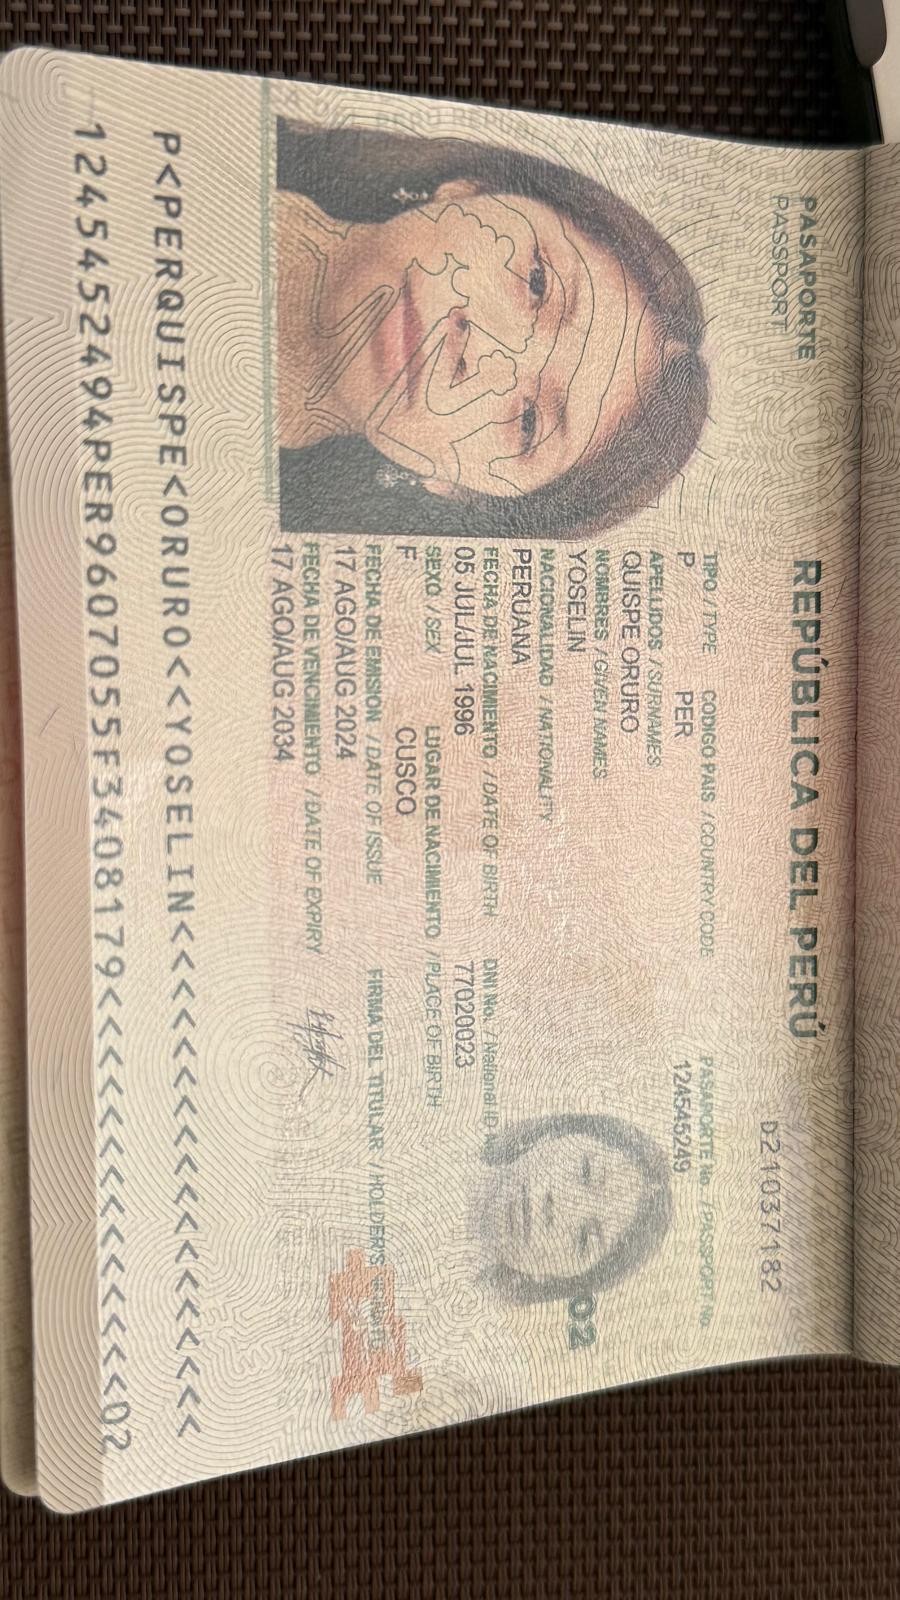 REPÚBLICA DEL PERÚ
PASAPORTE
PASSPORT
D21037182
TIPO / TYPE CODIGO PAIS / COUNTRY CODE PASAPORTE No. / PASSPORT No.
P PER 124545249
APELLIDOS / SURNAMES
QUISPE ORURO
NOMBRES / GIVEN NAMES
YOSELIN
02
NACIONALIDAD / NATIONALITY
PERUANA
FECHA DE NACIMIENTO / DATE OF BIRTH DNI No. / National ID
05 JUL/JUL 1996 77020023
SEXO / SEX LUGAR DE NACIMIENTO / PLACE OF BIRTH
F CUSCO
FECHA DE EMISIÓN / DATE OF ISSUE FIRMA DEL TITULAR / HOLDER'S
17 AGO/AUG 2024
FECHA DE VENCIMIENTO / DATE OF EXPIRY
17 AGO/AUG 2034
P<PERQUISPE<ORURO<<YOSELIN<<<<<<<<<<<<<<<<<<
1245452494PER9607055F3408179<<<<<<<<<<<<<<02